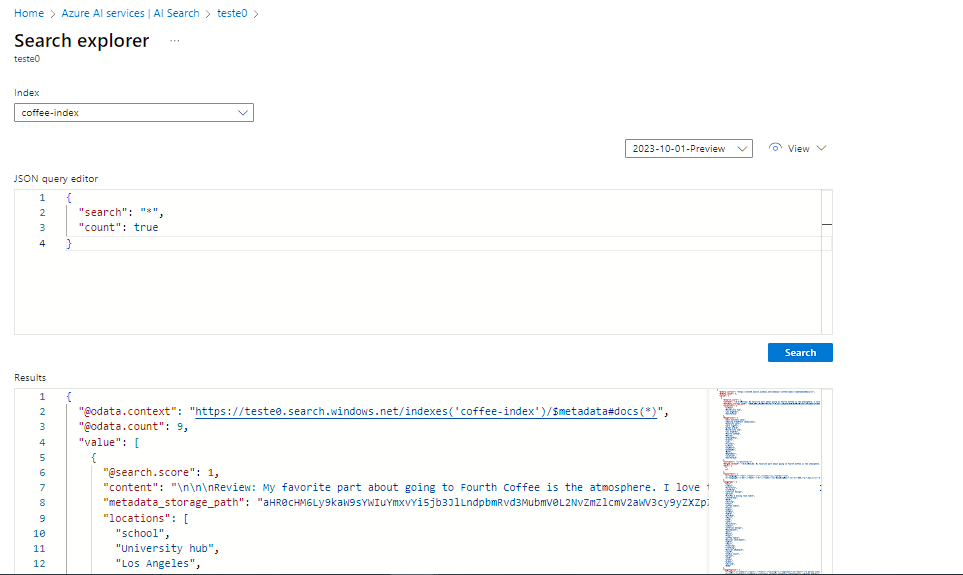 Home > Azure AI services | AI Search > teste0 >
Search explorer ...
teste0
Index
coffee-index
2023-10-01-Preview View
JSON query editor
1 {
2 "search": "*",
3 "count": true
4 }
Search
Results
1 {
2 "@odata.context": "https://teste0.search.windows.net/indexes('coffee-index')/$metadata#docs(*)",
3 "@odata.count": 9,
4 "value": [
5 {
6 "@search.score": 1,
7 "content": "\n\n\nReview: My favorite part about going to Fourth Coffee is the atmosphere. I love
8 "metadata_storage_path":
9 "locations": [
10 "school",
11 "University hub",
12 "Los Angeles",